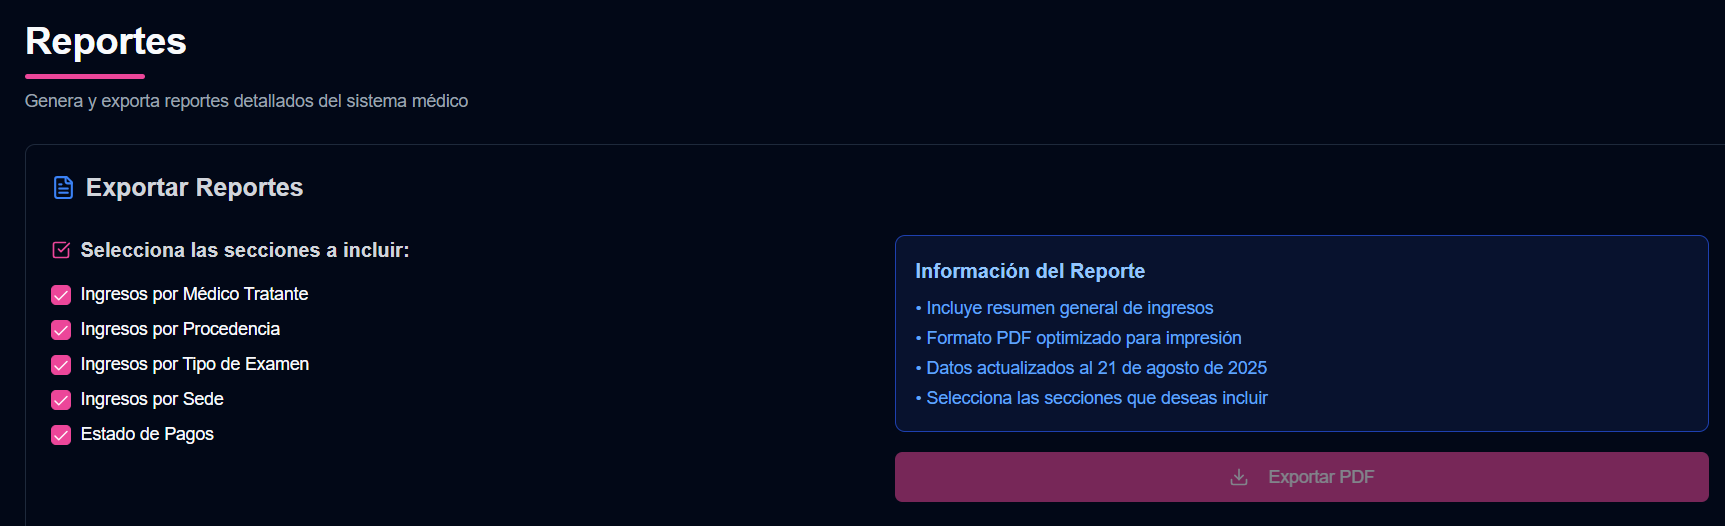 Reportes
Genera y exporta reportes detallados del sistema médico
Exportar Reportes
Selecciona las secciones a incluir:
Ingresos por Médico Tratante
Ingresos por Procedencia
Ingresos por Tipo de Examen
Ingresos por Sede
Estado de Pagos
Información del Reporte
• Incluye resumen general de ingresos
• Formato PDF optimizado para impresión
• Datos actualizados al 21 de agosto de 2025
• Selecciona las secciones que deseas incluir
Exportar PDF